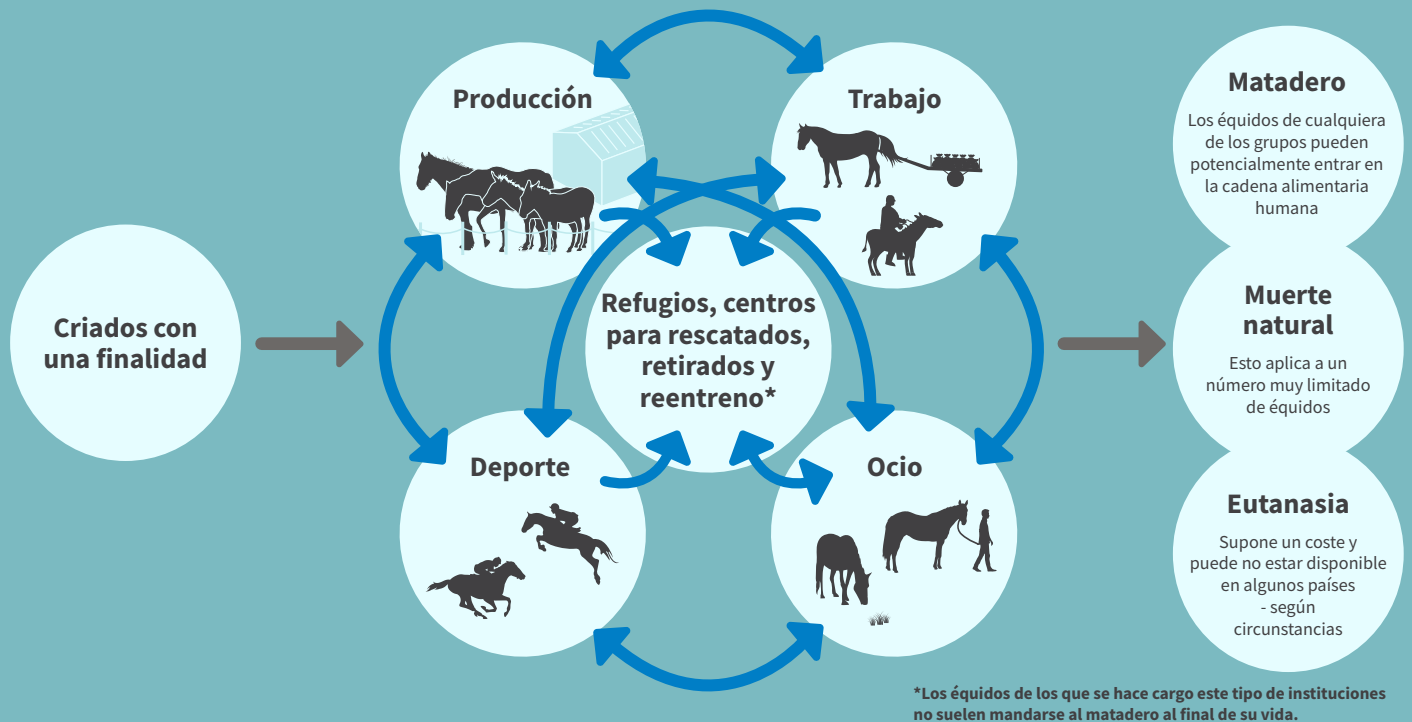 Criados con
una finalidad
Producción
Trabajo
Refugios, centros
para rescatados,
retirados y
reentreno*
Deporte
Ocio
Matadero
Los équidos de cualquiera
de los grupos pueden
potencialmente entrar en
la cadena alimentaria
humana
Muerte
natural
Esto aplica a un
número muy limitado
de équidos
Eutanasia
Supone un coste y
puede no estar disponible
en algunos países
- según
circunstancias
*Los équidos de los que se hace cargo este tipo de instituciones
no suelen mandarse al matadero al final de su vida.